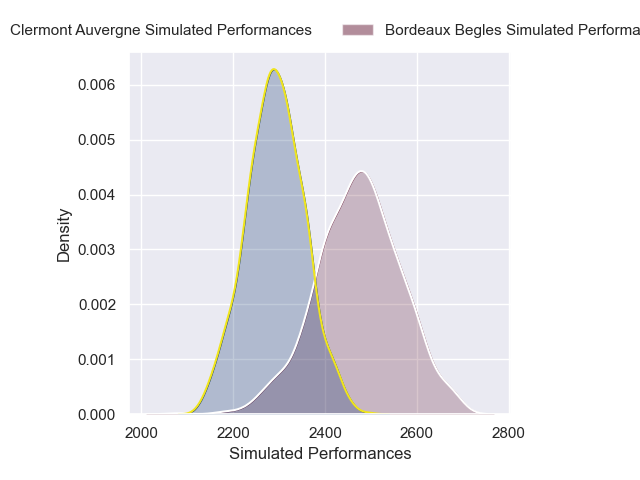 Clermont Auvergne Simulated Performances
Bordeaux Begles Simulated Performa
0.006
0.005
0.004
0.003
0.002
0.001
0.000
Density
2000 2200 2400 2600 2800
Simulated Performances